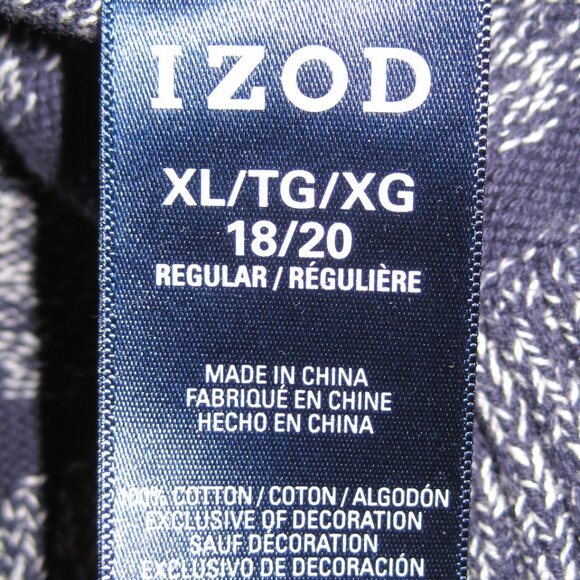 IZOD
XL/TG/XG
18/20
REGULAR / RÉGULIÈRE
MADE IN CHINA
FABRIQUÉ EN CHINE
HECHO EN CHINA
100% COTTON / COTON / ALGODÓN
EXCLUSIVE OF DECORATION
SAUF DÉCORATION
EXCLUSIVO DE DECORACIÓN